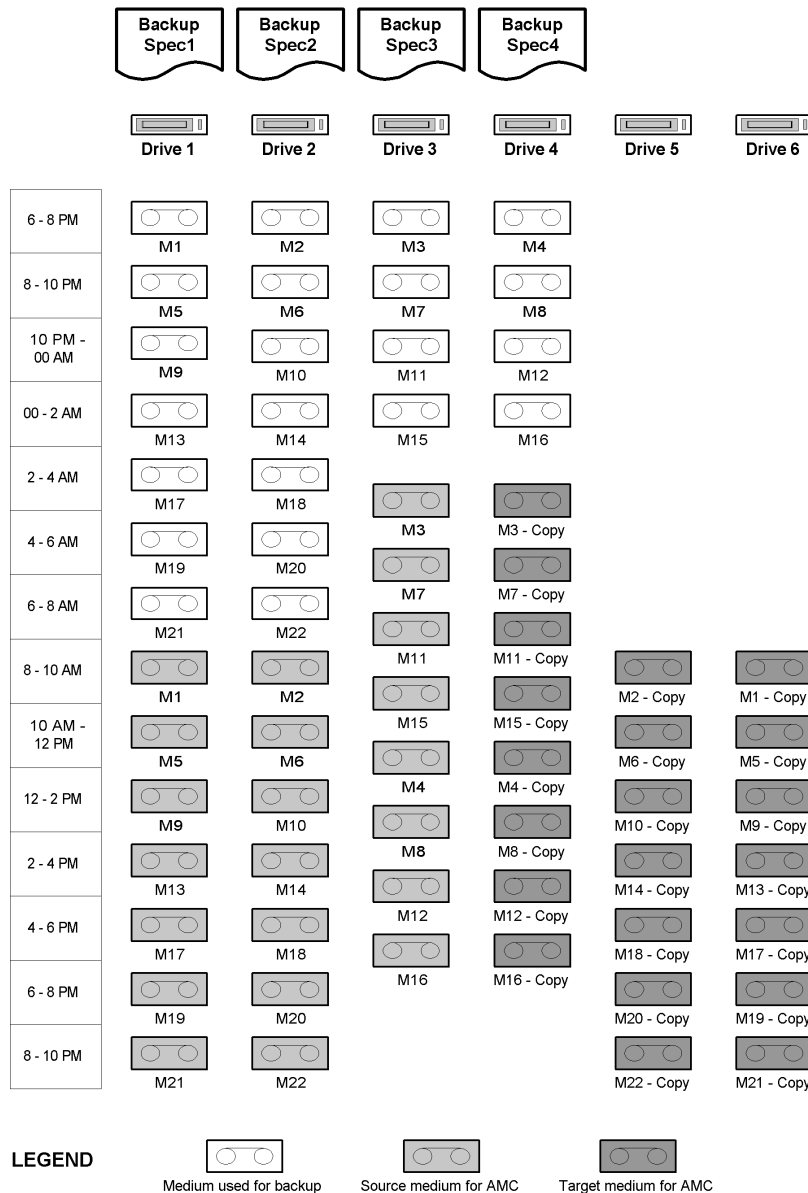 Backup Spec1
Backup Spec2
Backup Spec3
Backup Spec4
Drive 1
Drive 2
Drive 3
Drive 4
Drive 5
Drive 6
6 - 8 PM
M1
M2
M3
M4
8 - 10 PM
M5
M6
M7
M8
10 PM -
00 AM
M9
M10
M11
M12
00 - 2 AM
M13
M14
M15
M16
2 - 4 AM
M17
M18
M3
M3 - Copy
4 - 6 AM
M19
M20
M7
M7 - Copy
6 - 8 AM
M21
M22
M11
M11 - Copy
8 - 10 AM
M1
M2
M15
M15 - Copy
M2 - Copy
M1 - Copy
10 AM -
12 PM
M5
M6
M4
M4 - Copy
M6 - Copy
M5 - Copy
12 - 2 PM
M9
M10
M8
M8 - Copy
M10 - Copy
M9 - Copy
2 - 4 PM
M13
M14
M12
M12 - Copy
M14 - Copy
M13 - Copy
4 - 6 PM
M17
M18
M16
M16 - Copy
M18 - Copy
M17 - Copy
6 - 8 PM
M19
M20
M20 - Copy
M19 - Copy
8 - 10 PM
M21
M22
M22 - Copy
M21 - Copy
LEGEND
Medium used for backup
Source medium for AMC
Target medium for AMC